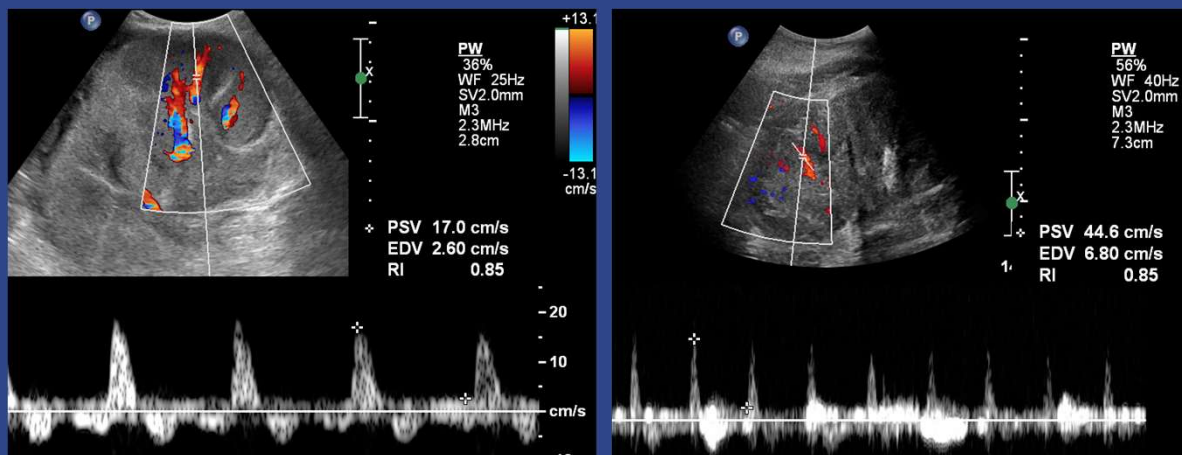 P
+13.1
-13.1
cm/s
X
PW
36%
WF 25Hz
SV2.0mm
M3
2.3MHz
2.8cm
PSV 17.0 cm/s
EDV 2.60 cm/s
RI 0.85
20
10
cm/s
P
X
PW
56%
WF 40Hz
SV2.0mm
M3
2.3MHz
7.3cm
PSV 44.6 cm/s
EDV 6.80 cm/s
RI 0.85